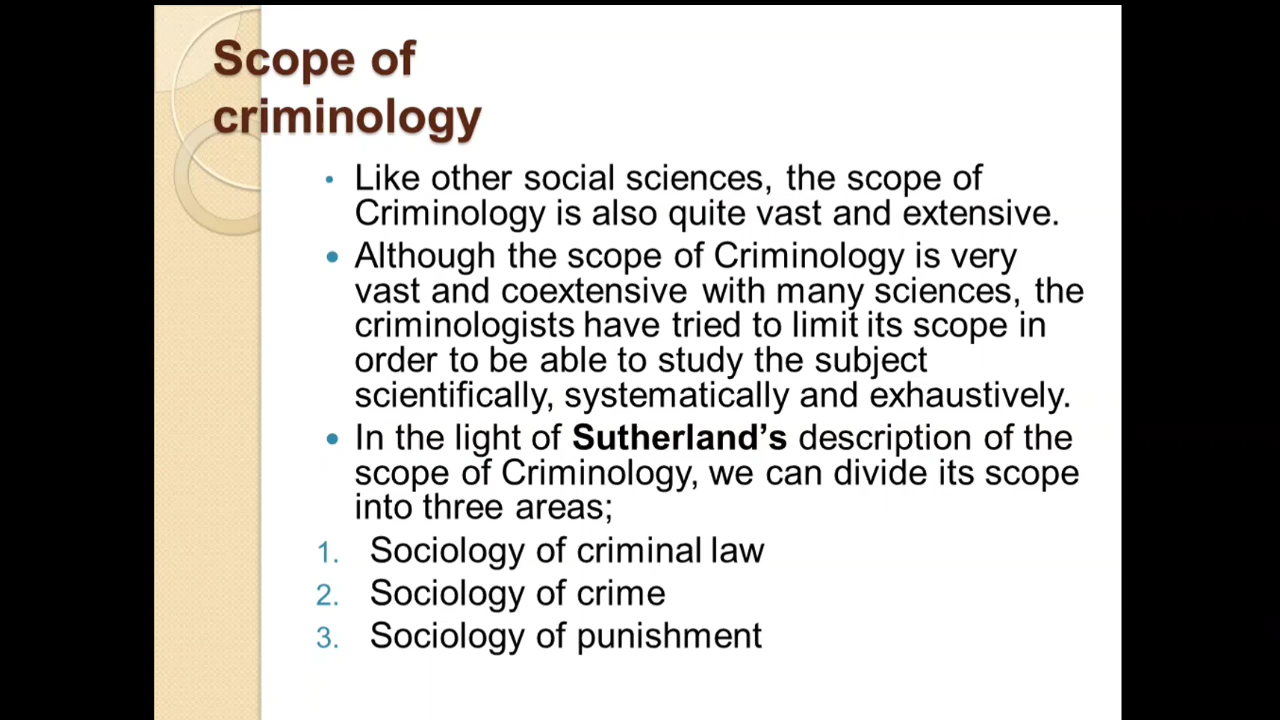 Scope of
criminology
• Like other social sciences, the scope of
Criminology is also quite vast and extensive.
• Although the scope of Criminology is very
vast and coextensive with many sciences, the
criminologists have tried to limit its scope in
order to be able to study the subject
scientifically, systematically and exhaustively.
• In the light of Sutherland’s description of the
scope of Criminology, we can divide its scope
into three areas;
1. Sociology of criminal law
2. Sociology of crime
3. Sociology of punishment